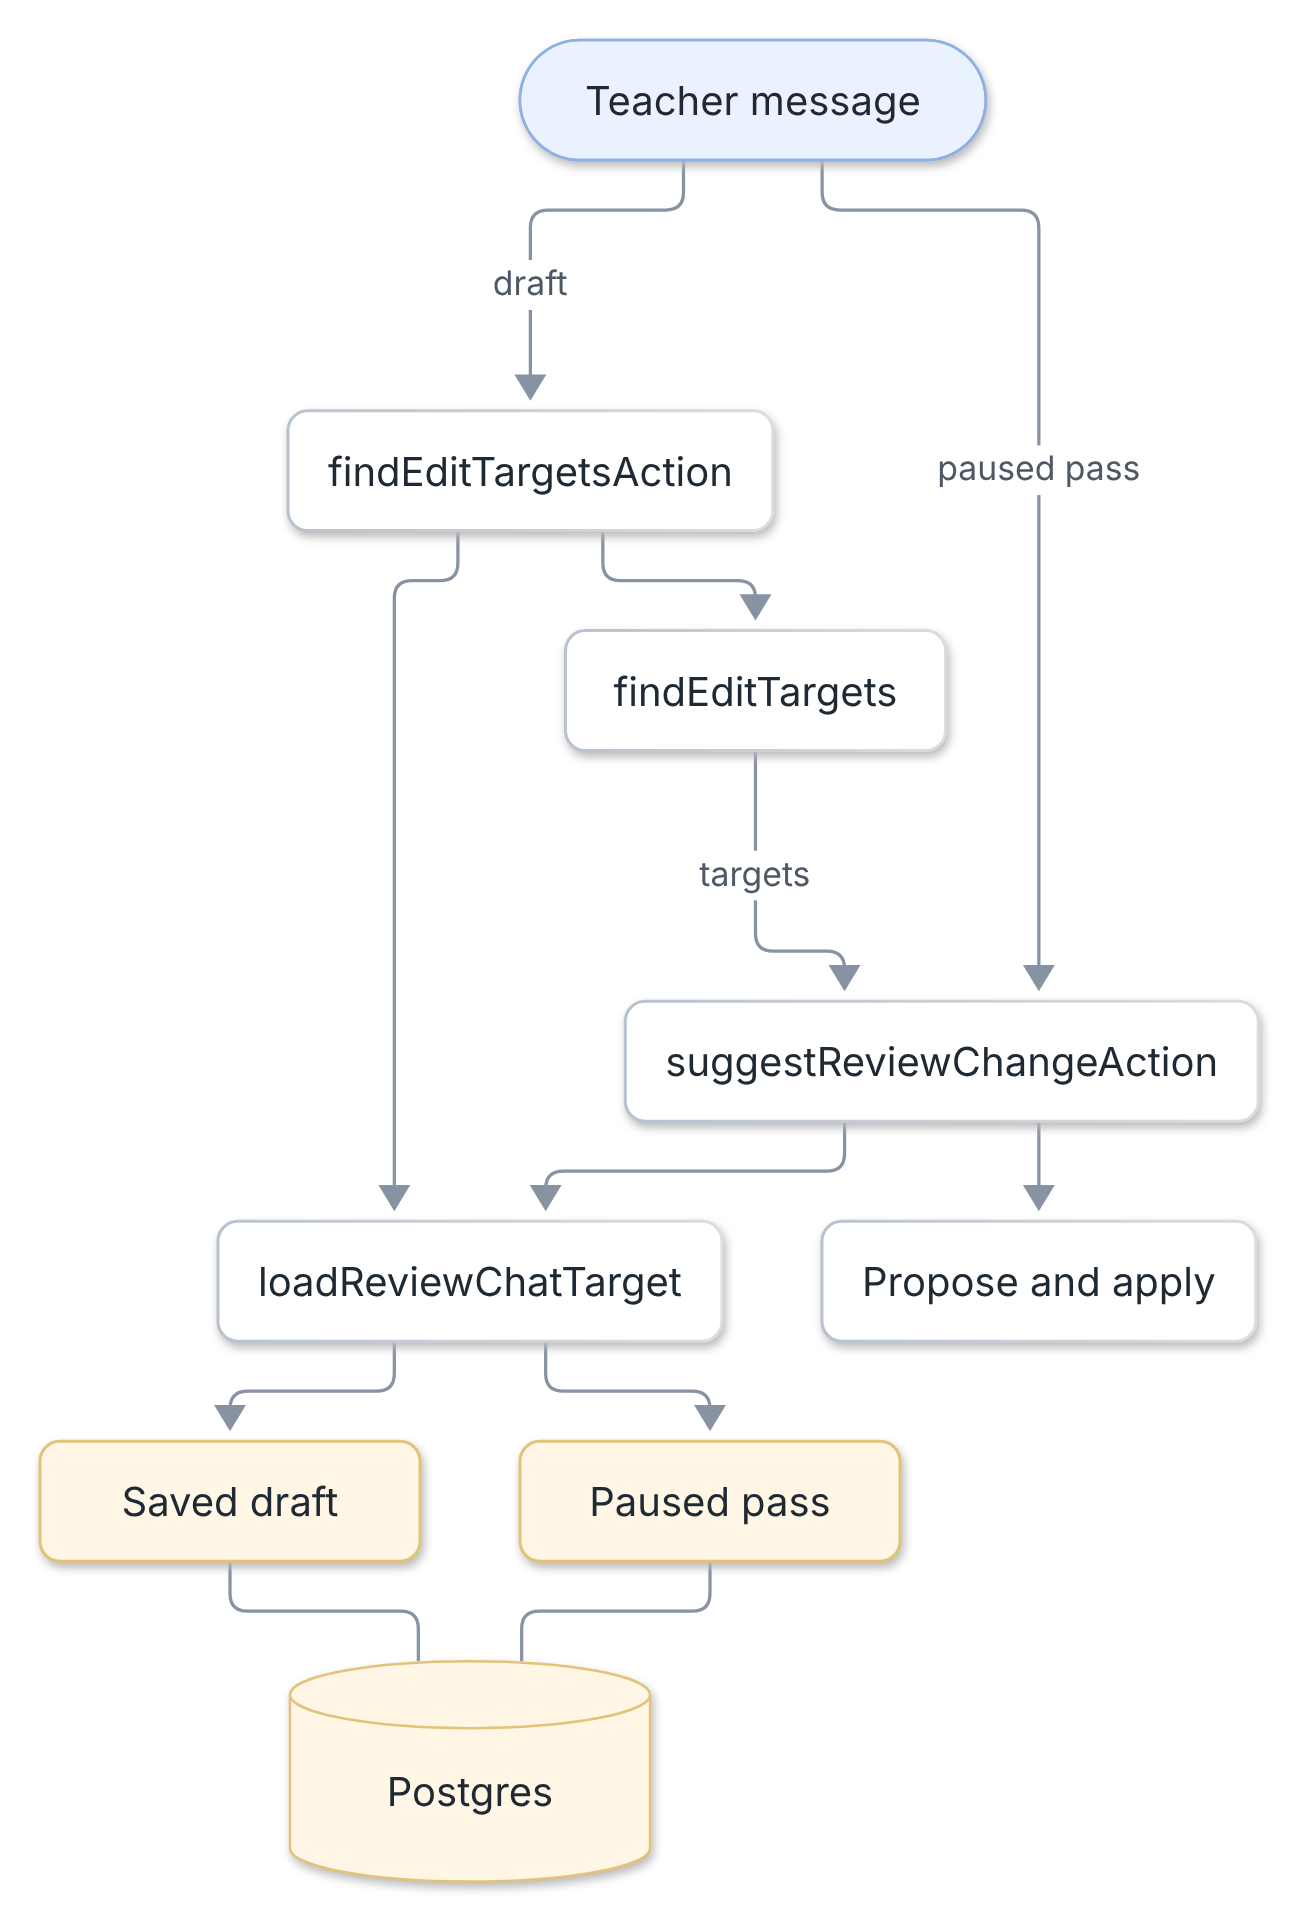 Teacher message
draft
findEditTargetsAction
paused pass
findEditTargets
targets
suggestReviewChangeAction
loadReviewChatTarget
Propose and apply
Saved draft
Paused pass
Postgres